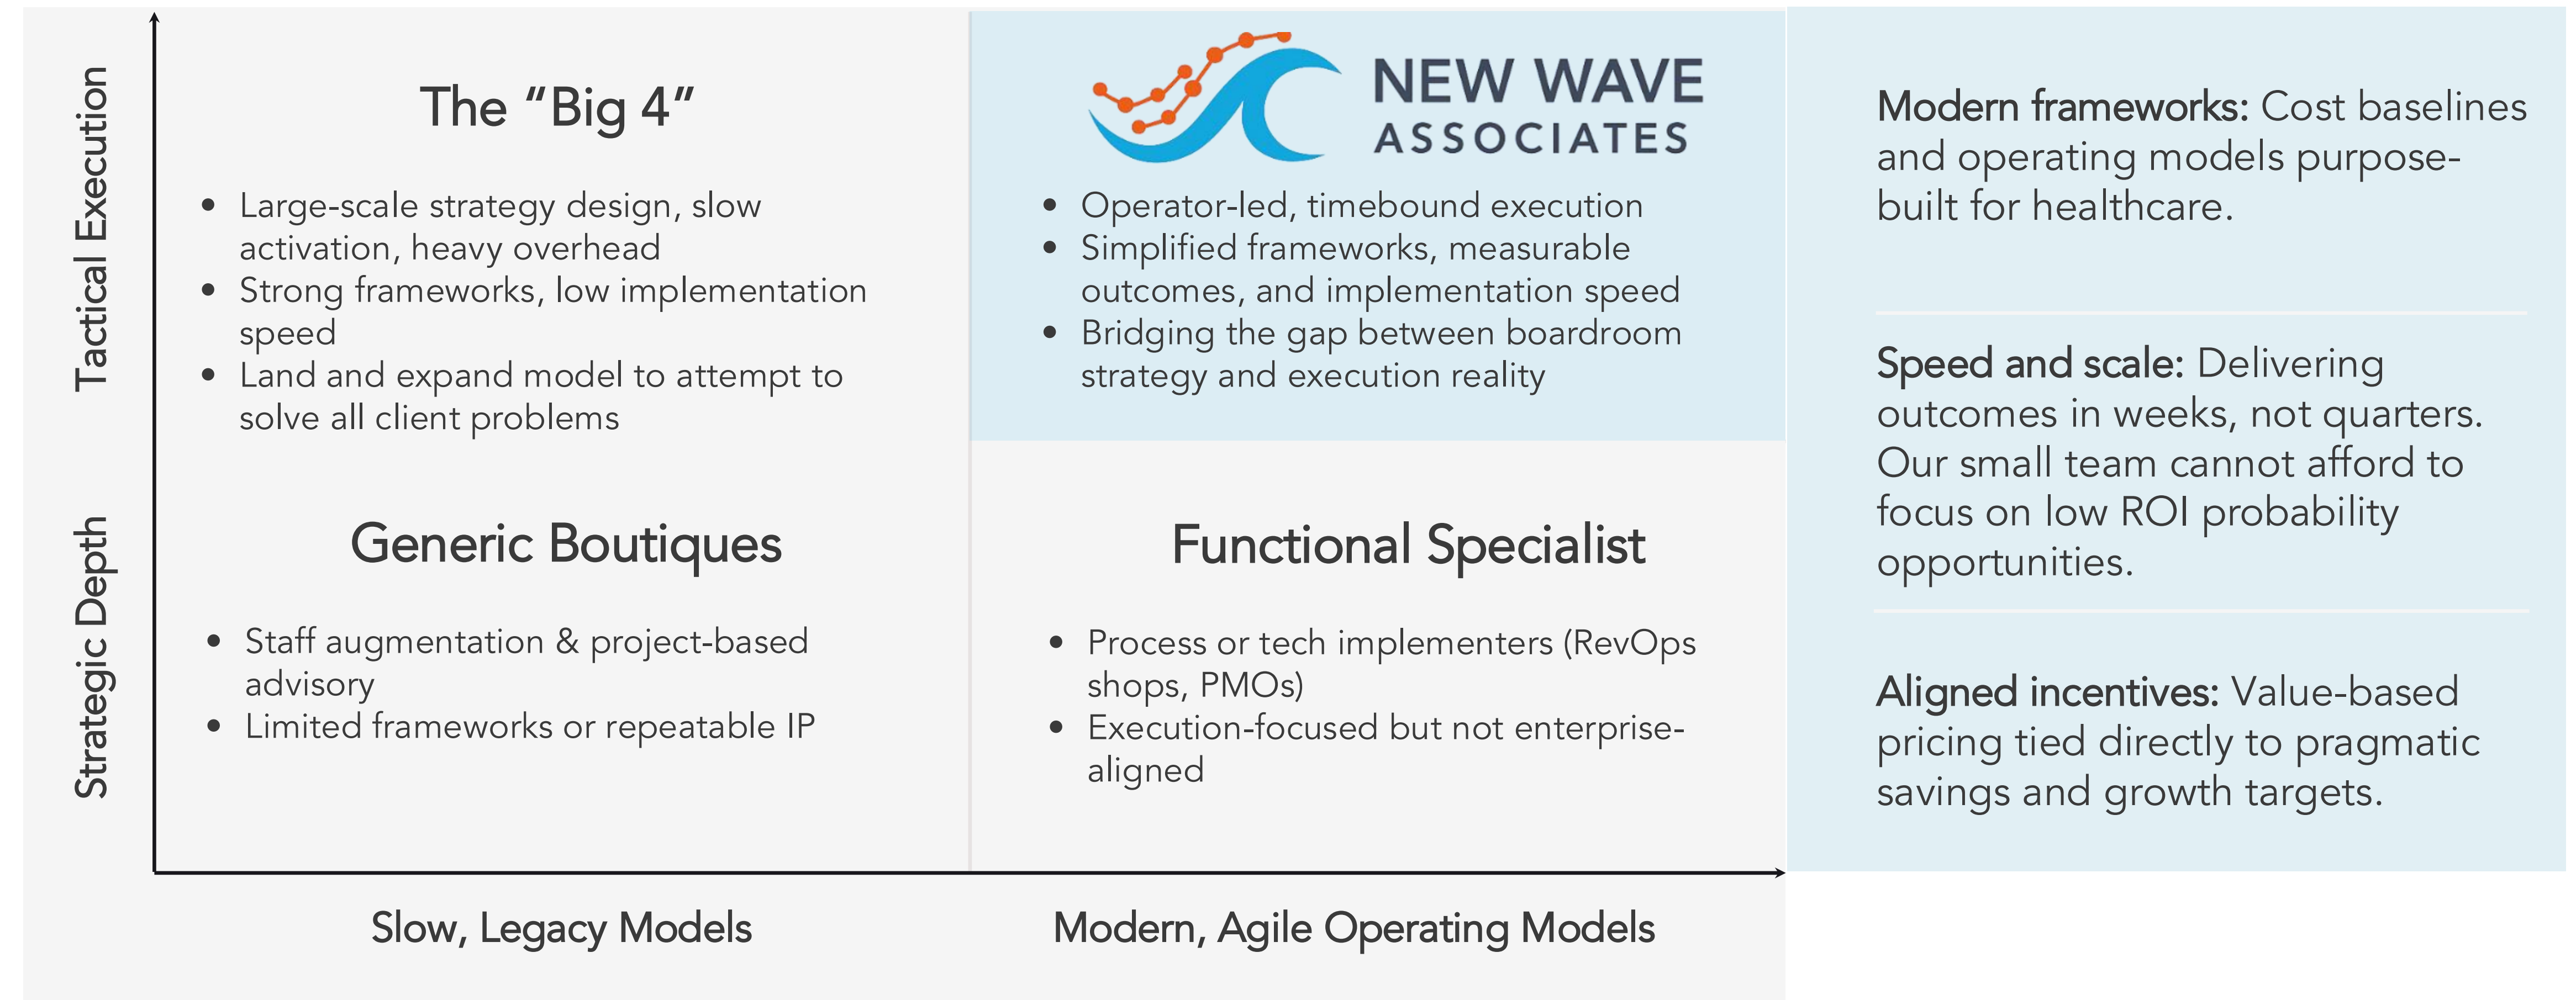 Tactical Execution
Strategic Depth
The “Big 4”
• Large-scale strategy design, slow
activation, heavy overhead
• Strong frameworks, low implementation
speed
• Land and expand model to attempt to
solve all client problems
NEW WAVE
ASSOCIATES
• Operator-led, timebound execution
• Simplified frameworks, measurable
outcomes, and implementation speed
• Bridging the gap between boardroom
strategy and execution reality
Generic Boutiques
• Staff augmentation & project-based
advisory
• Limited frameworks or repeatable IP
Functional Specialist
• Process or tech implementers (RevOps
shops, PMOs)
• Execution-focused but not enterprise-
aligned
Slow, Legacy Models
Modern, Agile Operating Models
Modern frameworks: Cost baselines
and operating models purpose-
built for healthcare.
Speed and scale: Delivering
outcomes in weeks, not quarters.
Our small team cannot afford to
focus on low ROI probability
opportunities.
Aligned incentives: Value-based
pricing tied directly to pragmatic
savings and growth targets.